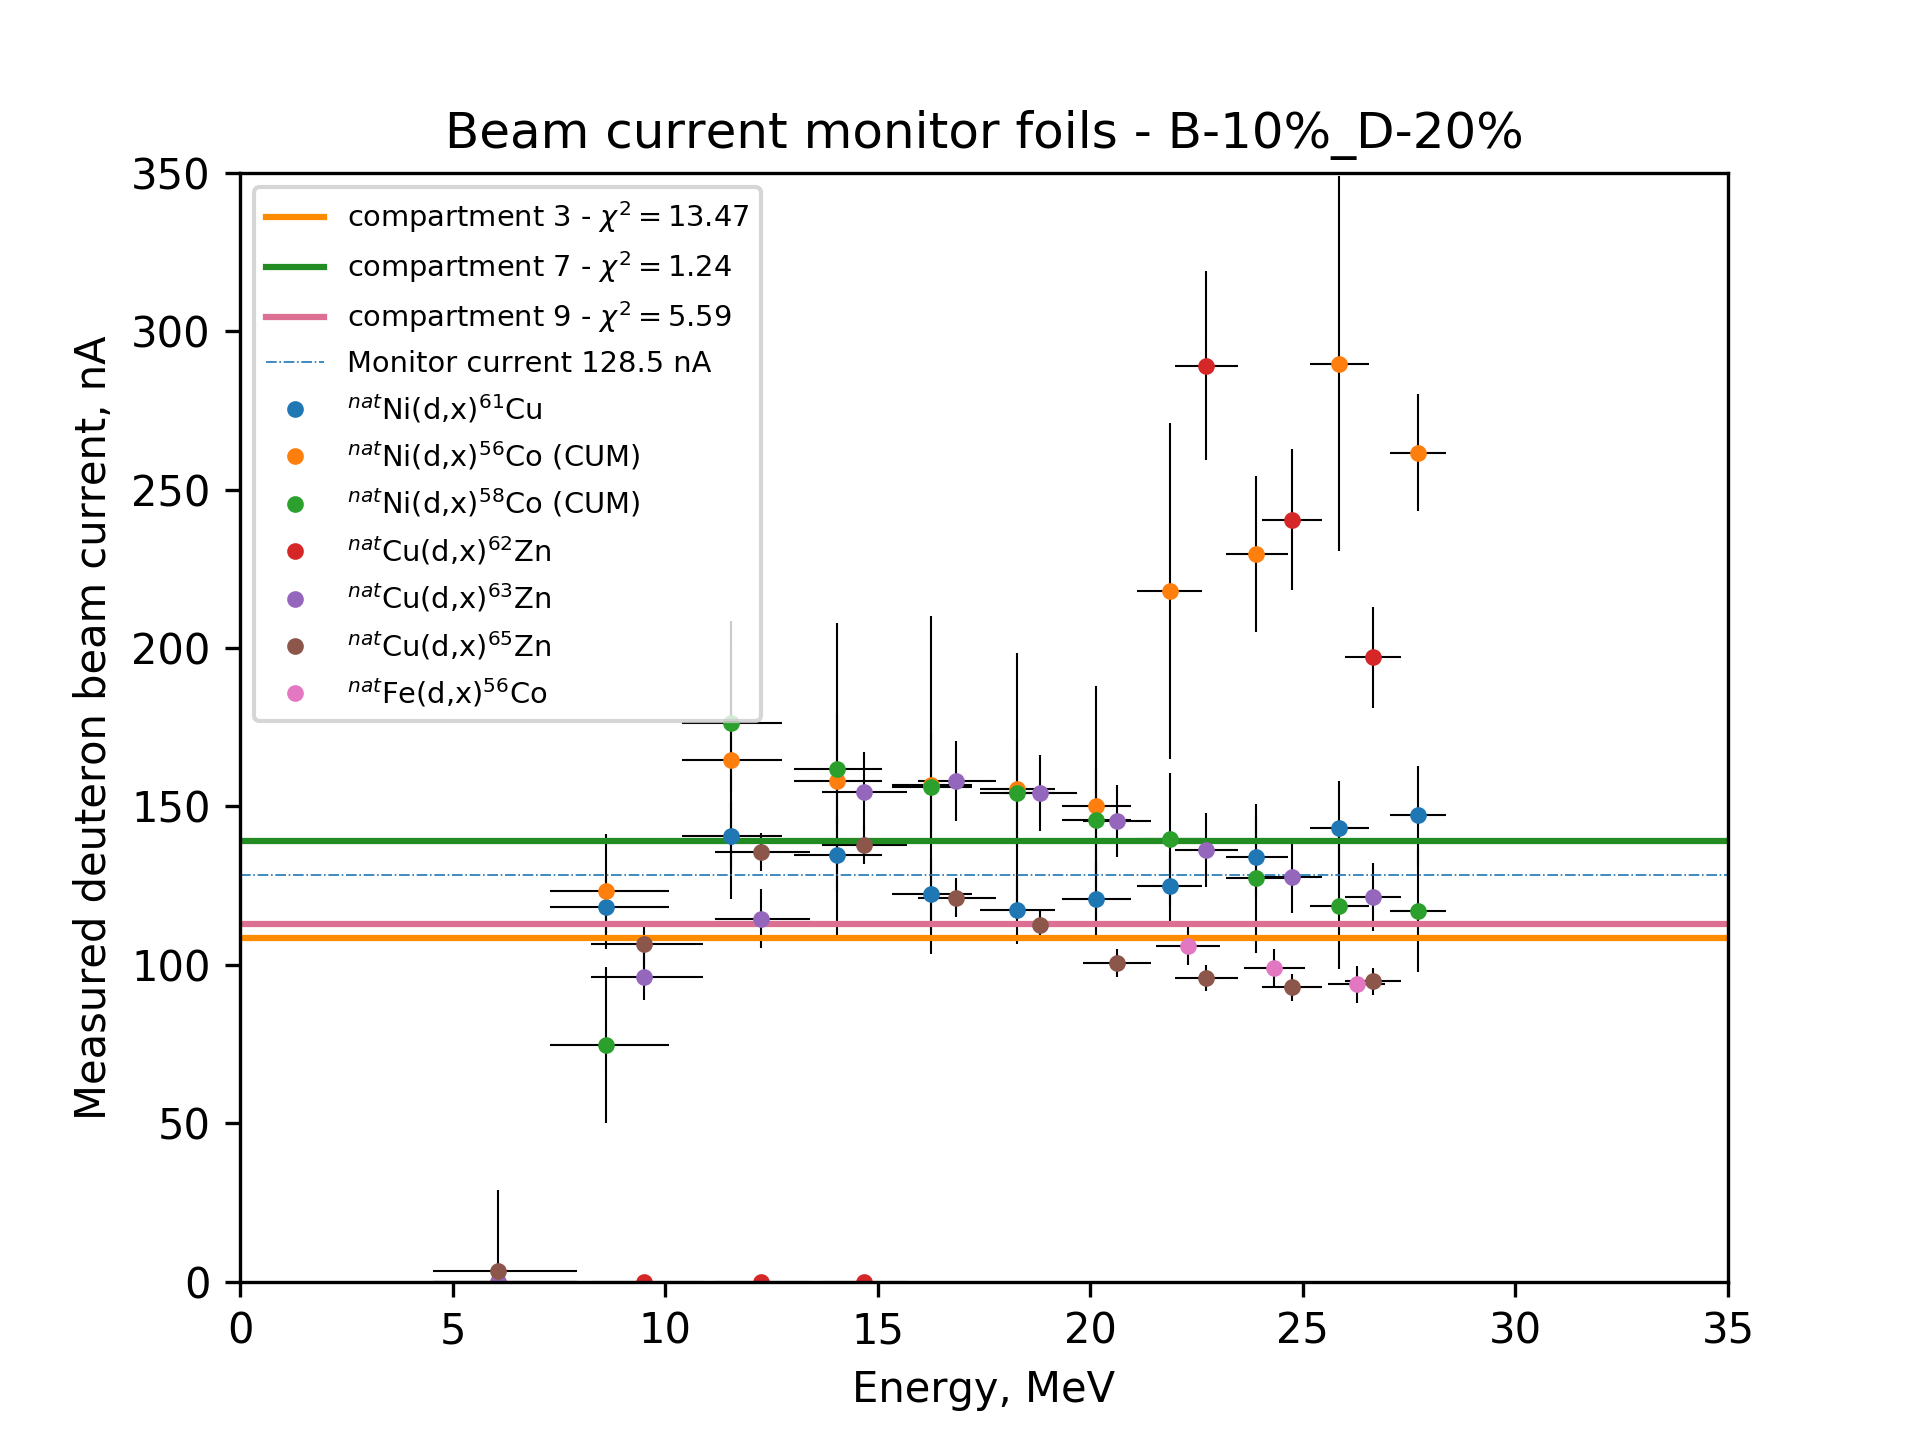 Beam current monitor foils - B-10%_D-20%
Measured deuteron beam current, nA
350
300
250
200
150
100
50
0
compartment 3 - χ² = 13.47
compartment 7 - χ² = 1.24
compartment 9 - χ² = 5.59
Monitor current 128.5 nA
ⁿᵃᵗNi(d,x)⁶¹Cu
ⁿᵃᵗNi(d,x)⁵⁶Co (CUM)
ⁿᵃᵗNi(d,x)⁵⁸Co (CUM)
ⁿᵃᵗCu(d,x)⁶²Zn
ⁿᵃᵗCu(d,x)⁶³Zn
ⁿᵃᵗCu(d,x)⁶⁵Zn
ⁿᵃᵗFe(d,x)⁵⁶Co
0 5 10 15 20 25 30 35
Energy, MeV